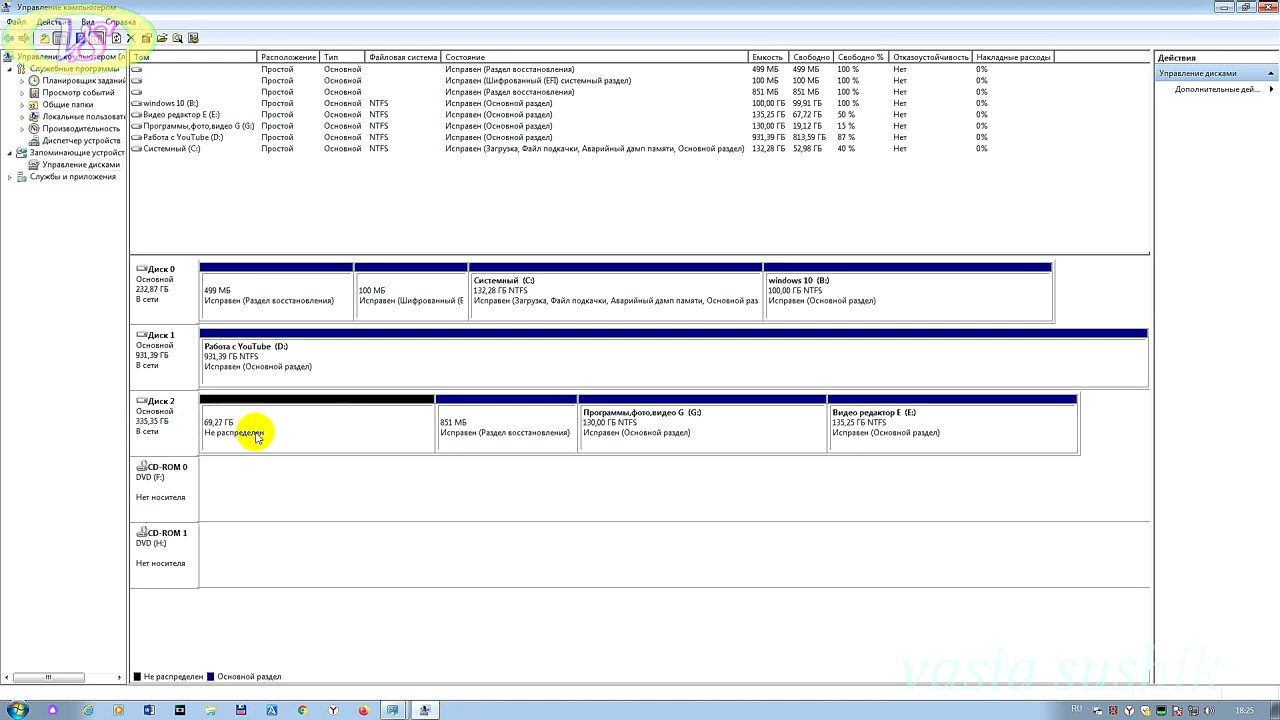 Управление компьютером
Файл Действие Вид Справка
Управление компьютером (л
Служебные программы
Планировщик заданий
Просмотр событий
Общие папки
Локальные пользоват
Производительность
Диспетчер устройств
Запоминающие устройст
Управление дисками
Службы и приложения
Том Расположение Тип Файловая система Состояние Емкость Свободно Свободно % Отказоустойчивость Накладные расходы
Простой Основной Исправен (Раздел восстановления) 499 МБ 499 МБ 100 % Нет 0%
Простой Основной Исправен (Шифрованный (EFI) системный раздел) 100 МБ 100 МБ 100 % Нет 0%
Простой Основной Исправен (Раздел восстановления) 851 МБ 851 МБ 100 % Нет 0%
windows 10 (B:) Простой Основной NTFS Исправен (Основной раздел) 100,00 ГБ 99,91 ГБ 100 % Нет 0%
Видео редактор E (E:) Простой Основной NTFS Исправен (Основной раздел) 135,25 ГБ 67,72 ГБ 50 % Нет 0%
Программы,фото,видео G (G:) Простой Основной NTFS Исправен (Основной раздел) 130,00 ГБ 19,12 ГБ 15 % Нет 0%
Работа с YouTube (D:) Простой Основной NTFS Исправен (Основной раздел) 931,39 ГБ 813,59 ГБ 87 % Нет 0%
Системный (C:) Простой Основной NTFS Исправен (Загрузка, Файл подкачки, Аварийный дамп памяти, Основной раздел) 132,28 ГБ 52,98 ГБ 40 % Нет 0%
Действия
Управление дисками
Дополнительные дей...
Диск 0
Основной
232,87 ГБ
В сети
499 МБ
Исправен (Раздел восстановления)
100 МБ
Исправен (Шифрованный (E
Системный (C:)
132,28 ГБ NTFS
Исправен (Загрузка, Файл подкачки, Аварийный дамп памяти, Основной раз
windows 10 (B:)
100,00 ГБ NTFS
Исправен (Основной раздел)
Диск 1
Основной
931,39 ГБ
В сети
Работа с YouTube (D:)
931,39 ГБ NTFS
Исправен (Основной раздел)
Диск 2
Основной
335,35 ГБ
В сети
69,27 ГБ
Не распределен
851 МБ
Исправен (Раздел восстановления)
Программы,фото,видео G (G:)
130,00 ГБ NTFS
Исправен (Основной раздел)
Видео редактор E (E:)
135,25 ГБ NTFS
Исправен (Основной раздел)
CD-ROM 0
DVD (F:)
Нет носителя
CD-ROM 1
DVD (H:)
Нет носителя
Не распределен Основной раздел
vasia sushik
RU 18:25